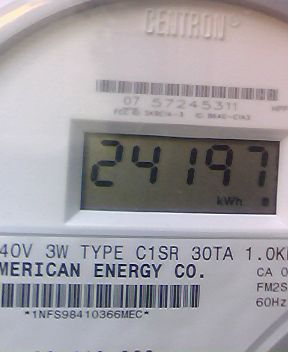 CENTRON®
07 57245311
24197
kWh
40V 3W TYPE C1SR 30TA 1.0K
MERICAN ENERGY CO.
CA 0
FM2S
60Hz
*1NFS98410366MEC*